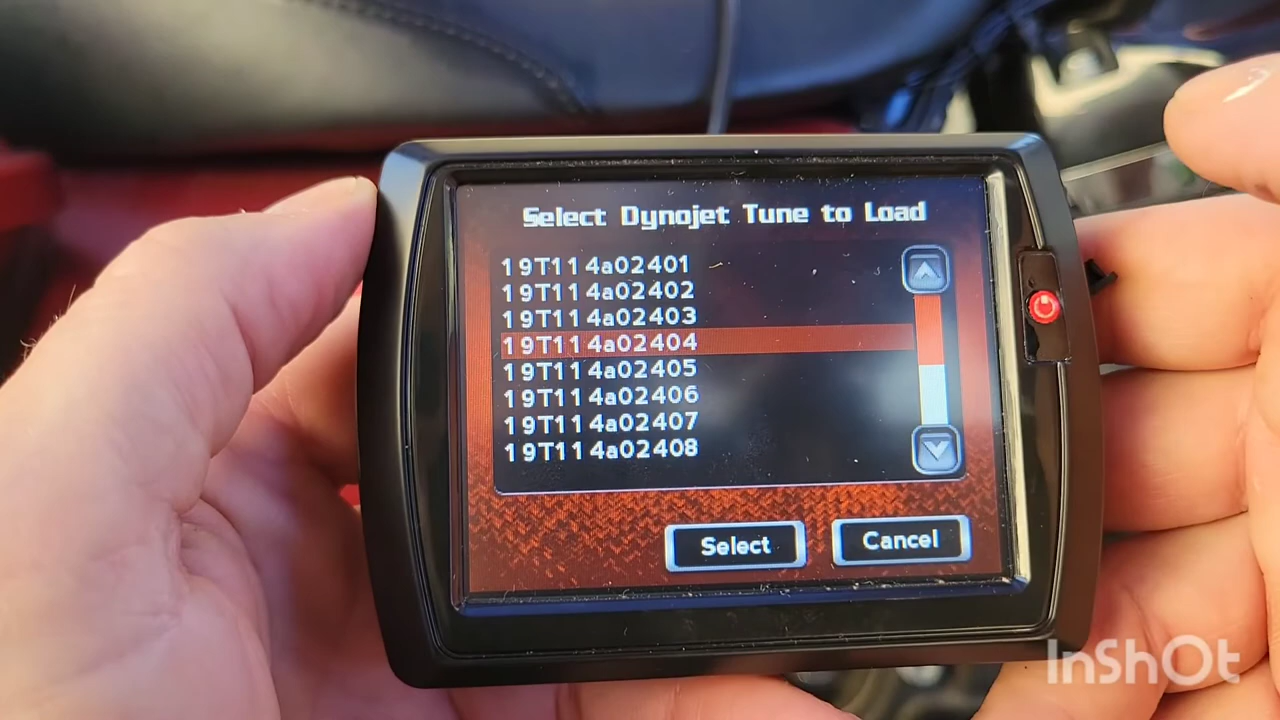 Select Dynojet Tune to Load
19T114a02401
19T114a02402
19T114a02403
19T114a02404
19T114a02405
19T114a02406
19T114a02407
19T114a02408
Select Cancel
InShOt